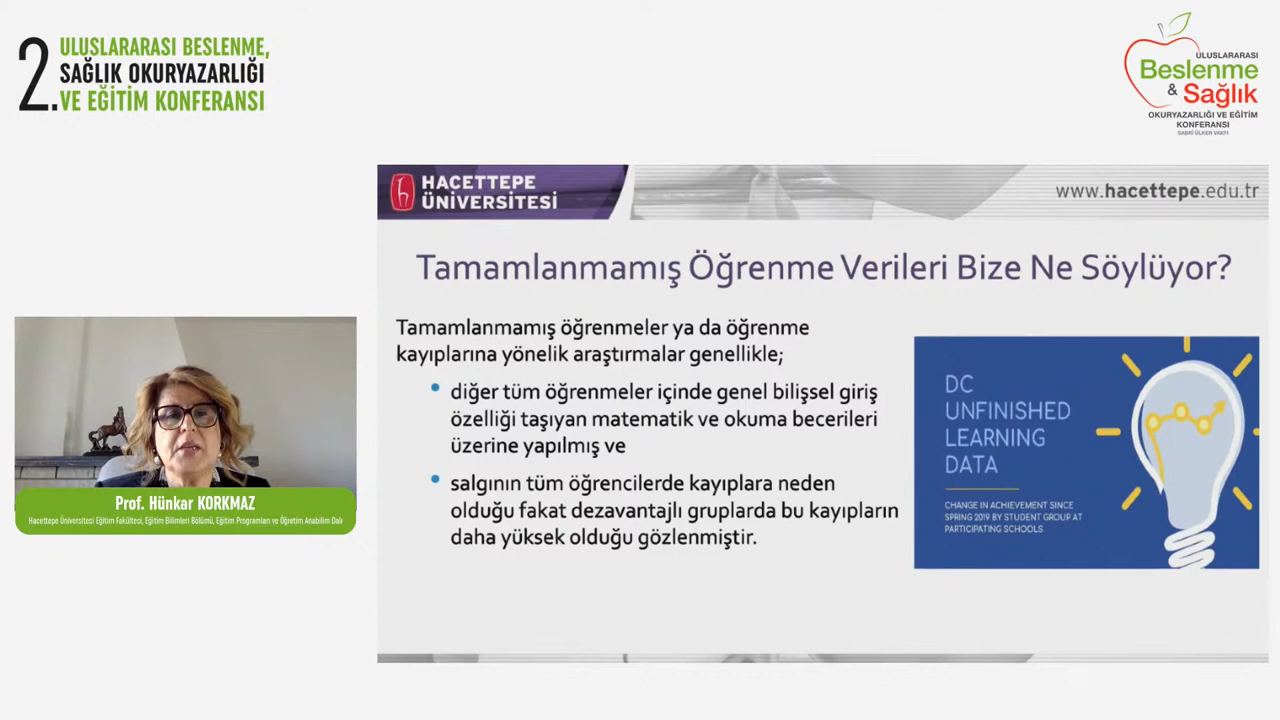 2.
ULUSLARARASI BESLENME,
SAĞLIK OKURYAZARLIĞI
VE EĞİTİM KONFERANSI
ULUSLARARASI
Beslenme
& Sağlık
OKURYAZARLIĞI VE EĞİTİM
KONFERANSI
SABRİ ÜLKER VAKFI
HACETTEPE
ÜNİVERSİTESİ
www.hacettepe.edu.tr
Tamamlanmamış Öğrenme Verileri Bize Ne Söylüyor?
Tamamlanmamış öğrenmeler ya da öğrenme
kayıplarına yönelik araştırmalar genellikle;
• diğer tüm öğrenmeler içinde genel bilişsel giriş
özelliği taşıyan matematik ve okuma becerileri
üzerine yapılmış ve
• salgının tüm öğrencilerde kayıplara neden
olduğu fakat dezavantajlı gruplarda bu kayıpların
daha yüksek olduğu gözlenmiştir.
DC
UNFINISHED
LEARNING
DATA
CHANGE IN ACHIEVEMENT SINCE
SPRING 2019 BY STUDENT GROUP AT
PARTICIPATING SCHOOLS
Prof. Hünkar KORKMAZ
Hacettepe Üniversitesi Eğitim Fakültesi, Eğitim Bilimleri Bölümü, Eğitim Programları ve Öğretim Anabilim Dalı